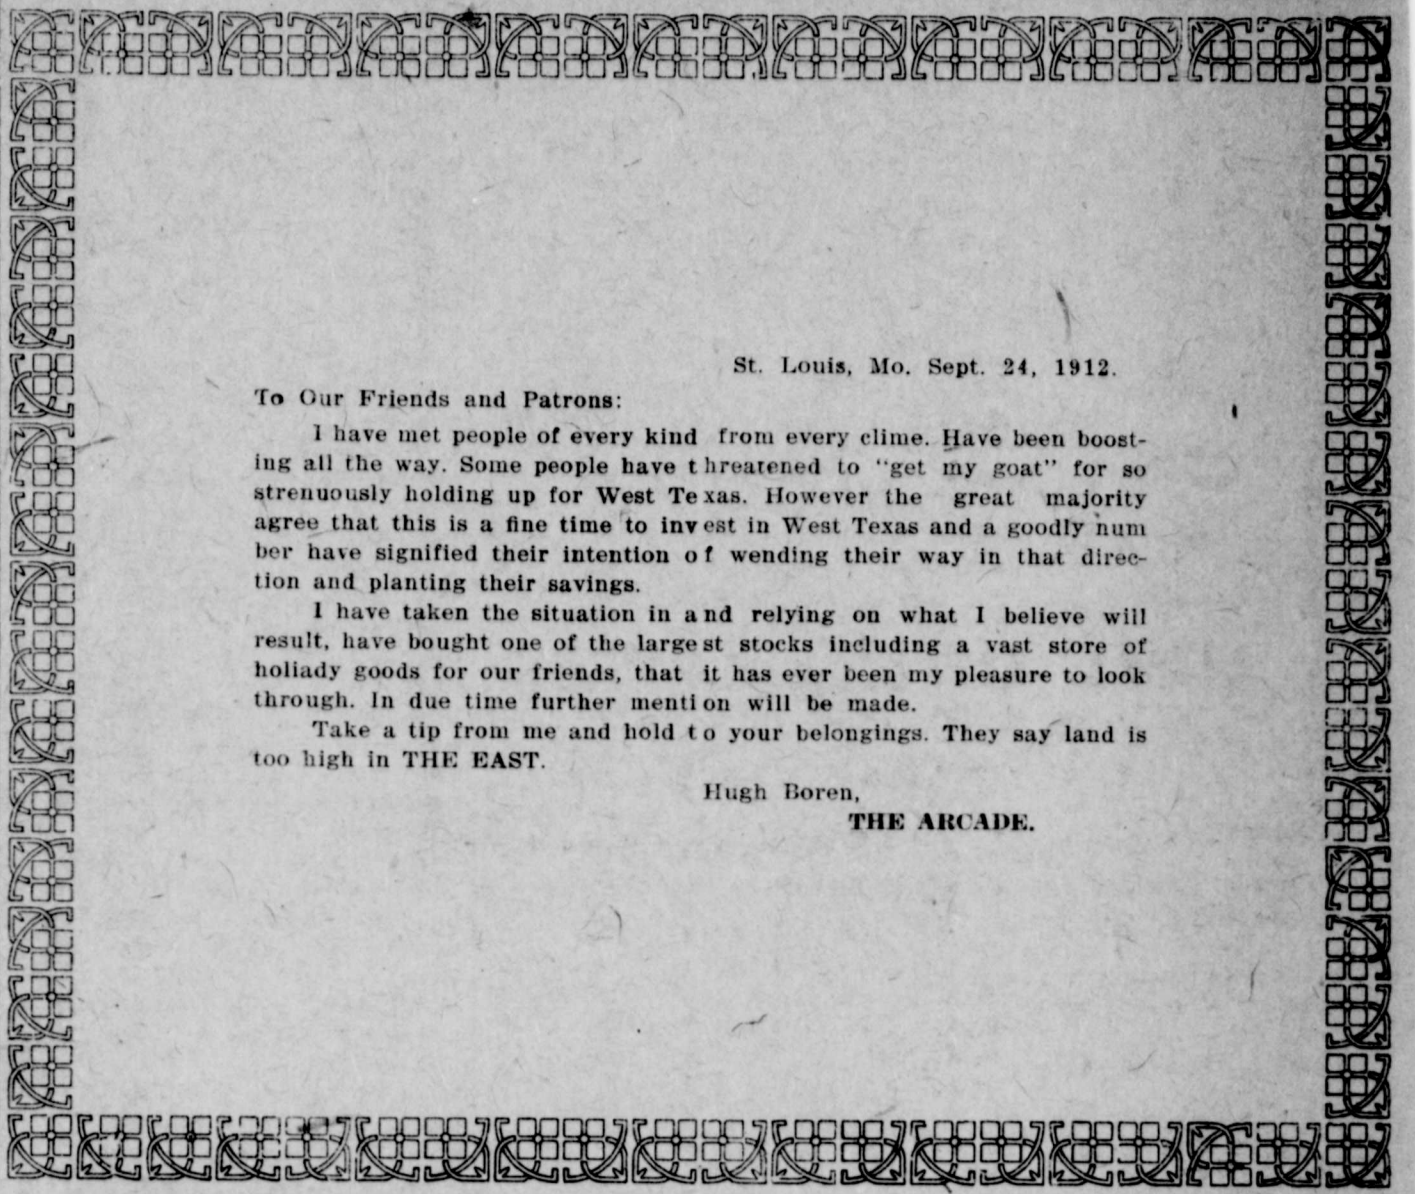 St. Louis, Mo. Sept. 24, 1912.
To Our Friends and Patrons:
I have met people of every kind from every clime. Have been boost-
ing all the way. Some people have threatened to "get my goat" for so
strenuously holding up for West Texas. However the great majority
agree that this is a fine time to invest in West Texas and a goodly num
ber have signified their intention of wending their way in that direc-
tion and planting their savings.
I have taken the situation in and relying on what I believe will
result, have bought one of the largest stocks including a vast store of
holiady goods for our friends, that it has ever been my pleasure to look
through. In due time further mention will be made.
Take a tip from me and hold to your belongings. They say land is
too high in THE EAST.
Hugh Boren,
THE ARCADE.